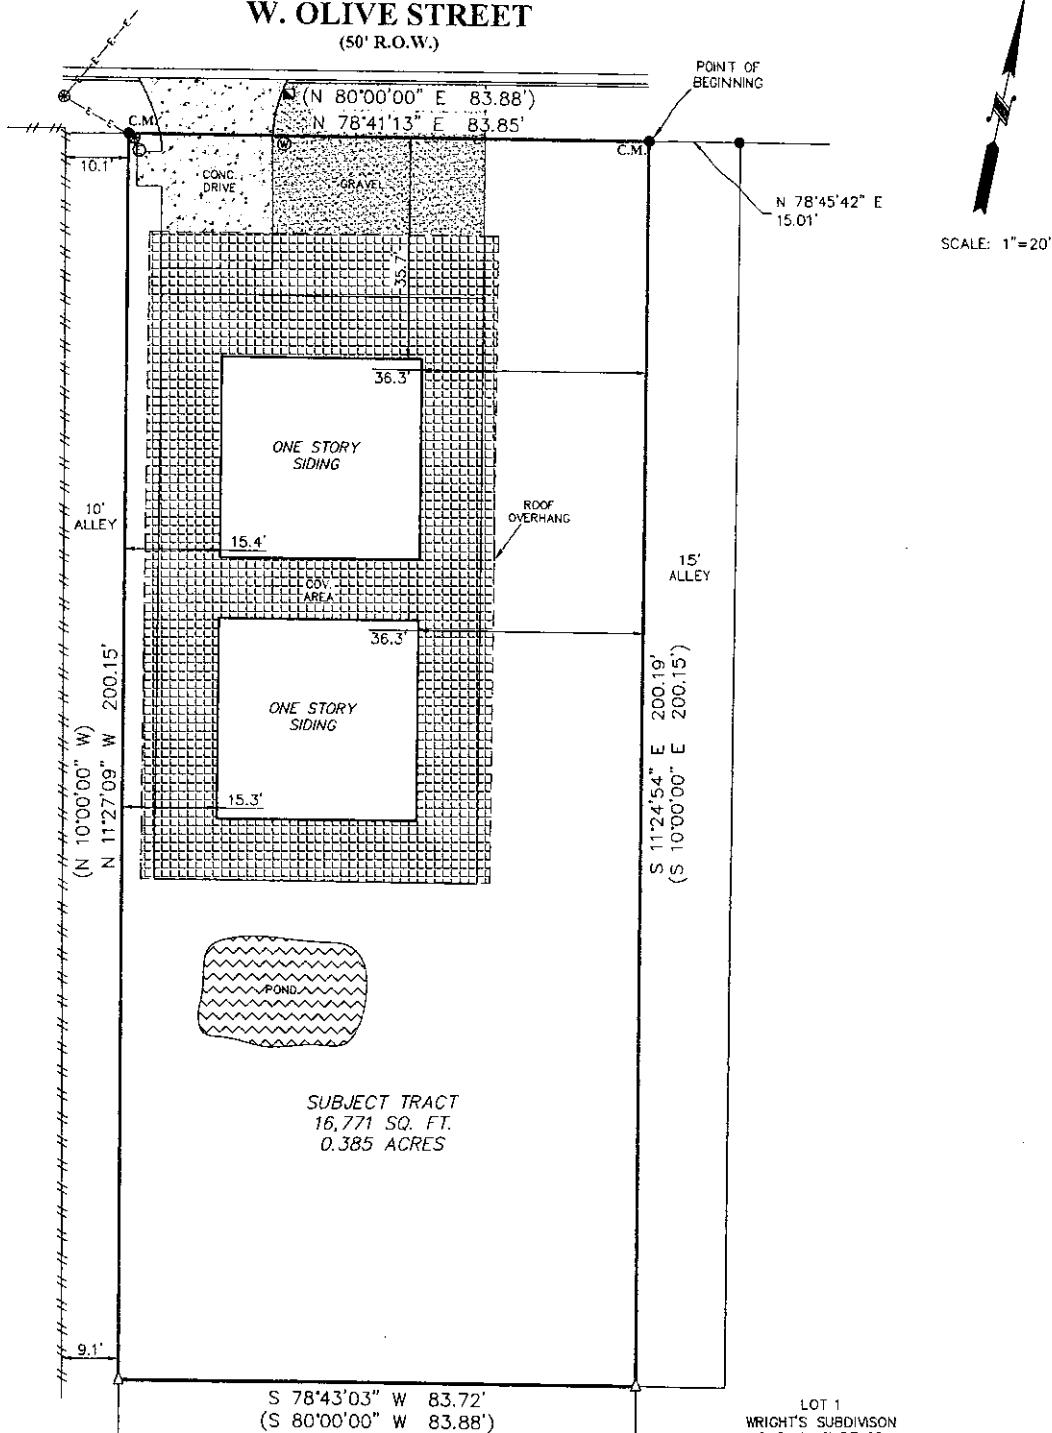 W. OLIVE STREET
(50' R.O.W.)
POINT OF
BEGINNING
(N 80°00'00" E 83.88')
N 78°41'13" E 83.85'
C.M.
C.M.
10.1'
CONC.
DRIVE
GRAVEL
N 78°45'42" E
15.01'
SCALE: 1"=20'
35.7'
36.3'
ONE STORY
SIDING
10'
ALLEY
ROOF
OVERHANG
15.4'
15'
ALLEY
COV.
AREA
36.3'
(N 10°00'00" W)
N 11°27'09" W 200.15'
S 11°24'54" E 200.19'
(S 10°00'00" E 200.15')
ONE STORY
SIDING
15.3'
POND
SUBJECT TRACT
16,771 SQ. FT.
0.385 ACRES
9.1'
S 78°43'03" W 83.72'
(S 80°00'00" W 83.88')
LOT 1
WRIGHT'S SUBDIVISON